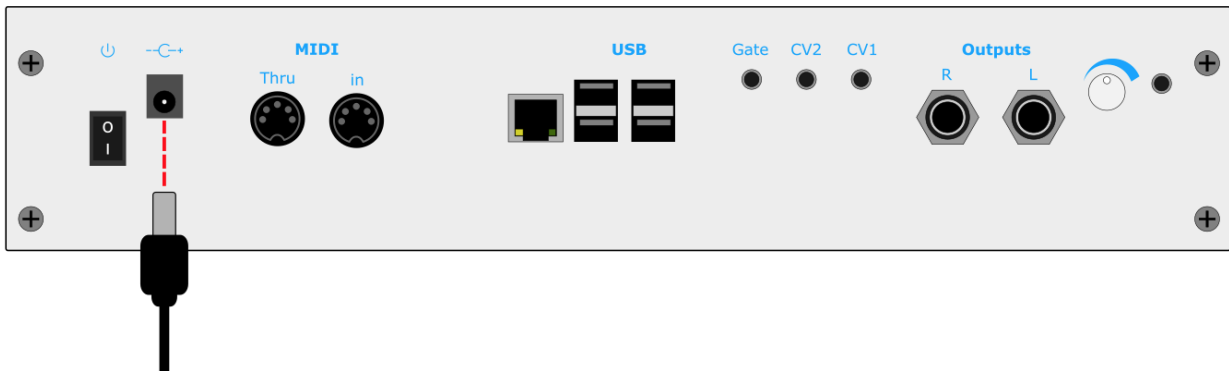 MIDI
USB
Gate CV2 CV1
Outputs
Thru in
R L
O
I